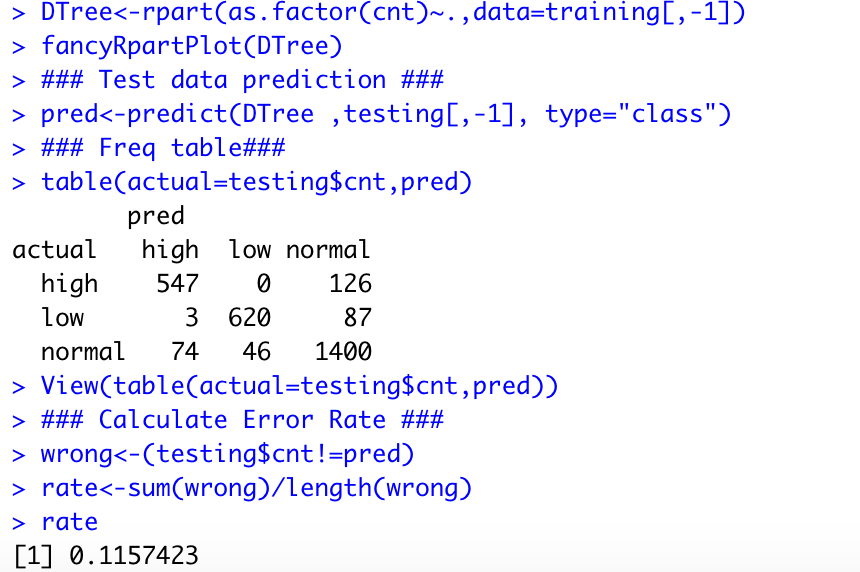 > DTree<-rpart(as.factor(cnt)~.,data=training[,-1])
> fancyRpartPlot(DTree)
> ### Test data prediction ###
> pred<-predict(DTree ,testing[,-1], type="class")
> ### Freq table###
> table(actual=testing$cnt,pred)
        pred
actual   high  low normal
  high    547    0    126
  low       3  620     87
  normal   74   46   1400
> View(table(actual=testing$cnt,pred))
> ### Calculate Error Rate ###
> wrong<-(testing$cnt!=pred)
> rate<-sum(wrong)/length(wrong)
> rate
[1] 0.1157423